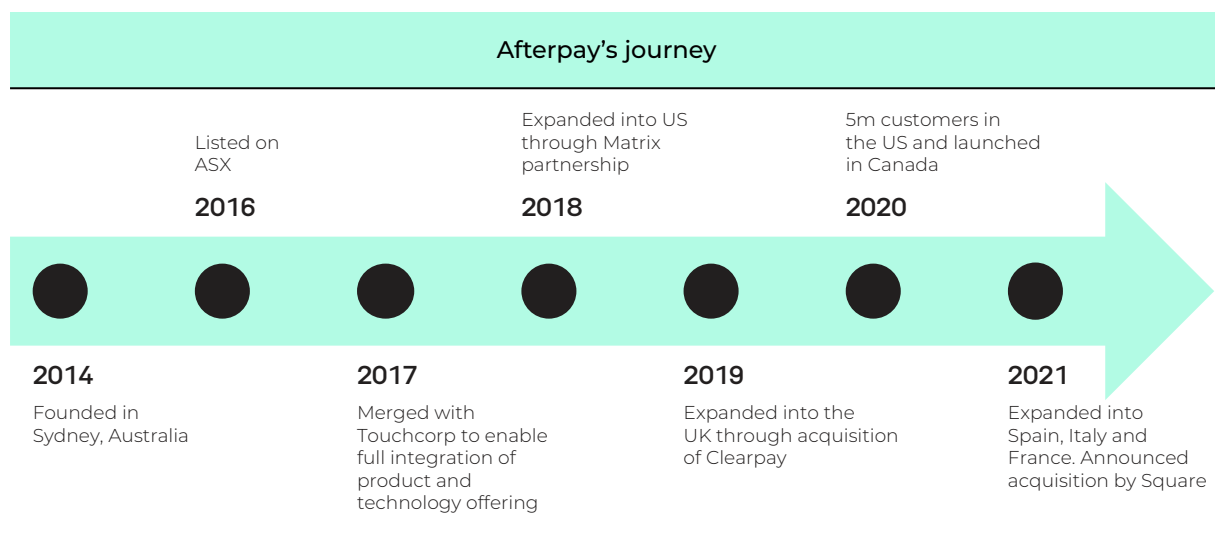 Afterpay’s journey
2014
Founded in
Sydney, Australia
Listed on
ASX
2016
2017
Merged with
Touchcorp to enable
full integration of
product and
technology offering
Expanded into US
through Matrix
partnership
2018
2019
Expanded into the
UK through acquisition
of Clearpay
5m customers in
the US and launched
in Canada
2020
2021
Expanded into
Spain, Italy and
France. Announced
acquisition by Square